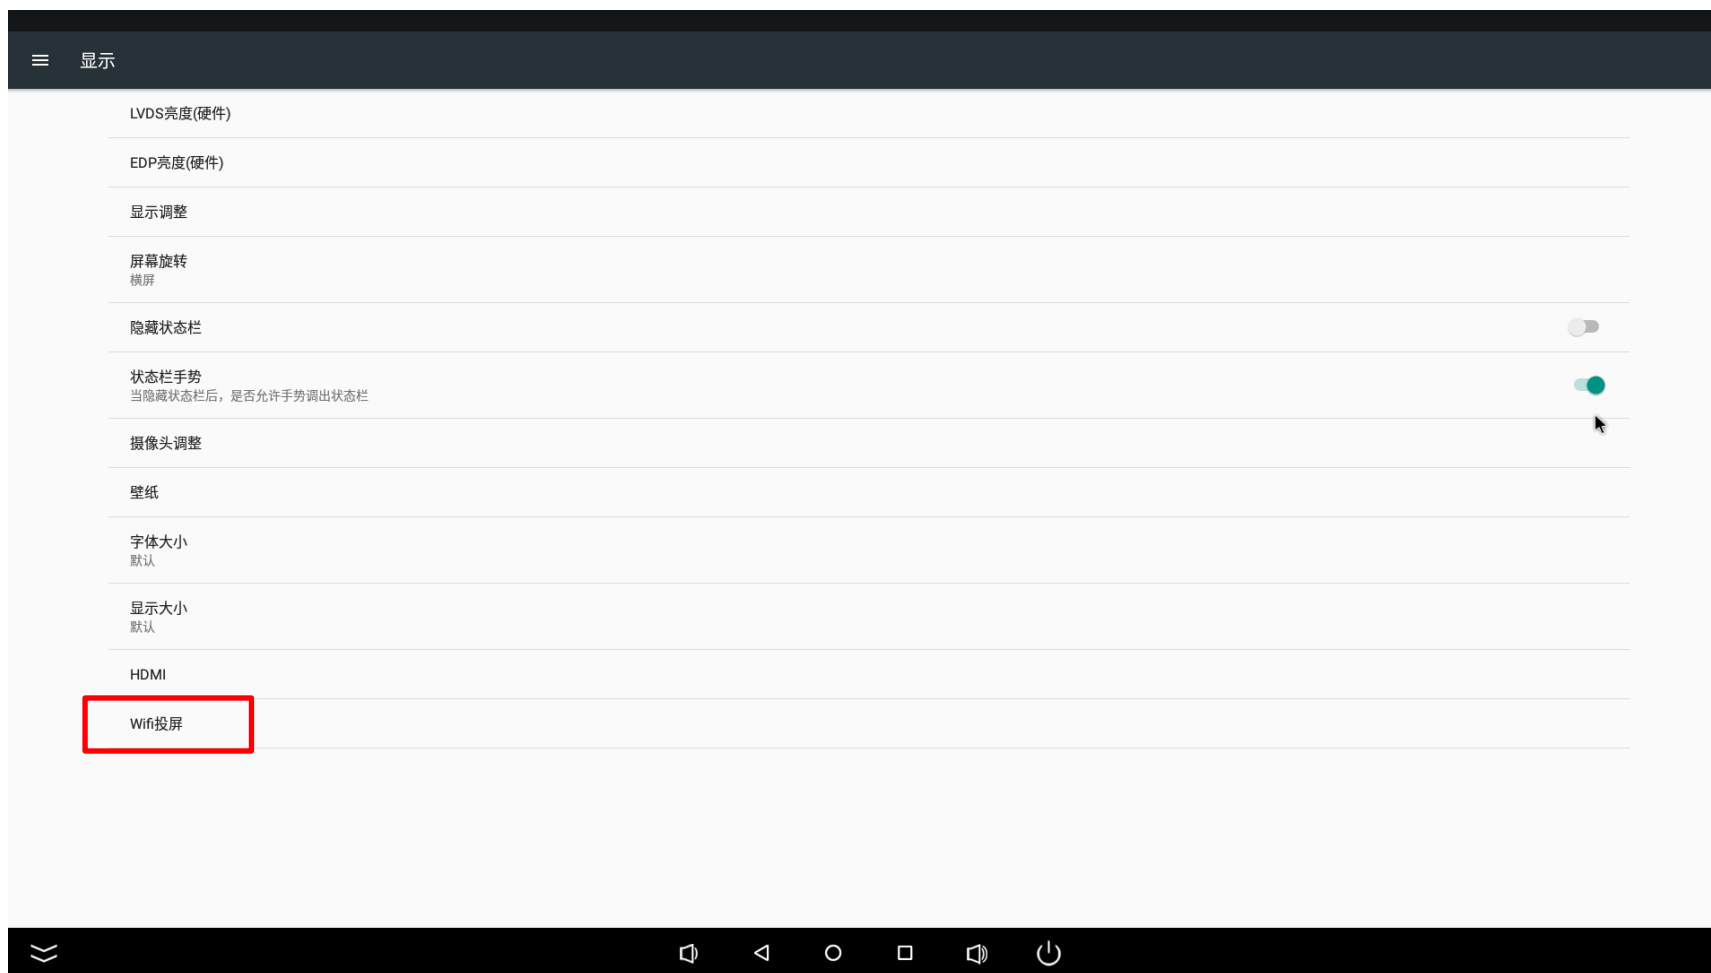 显示
LVDS亮度(硬件)
EDP亮度(硬件)
显示调整
屏幕旋转
横屏
隐藏状态栏
状态栏手势
当隐藏状态栏后，是否允许手势调出状态栏
摄像头调整
壁纸
字体大小
默认
显示大小
默认
HDMI
Wifi投屏